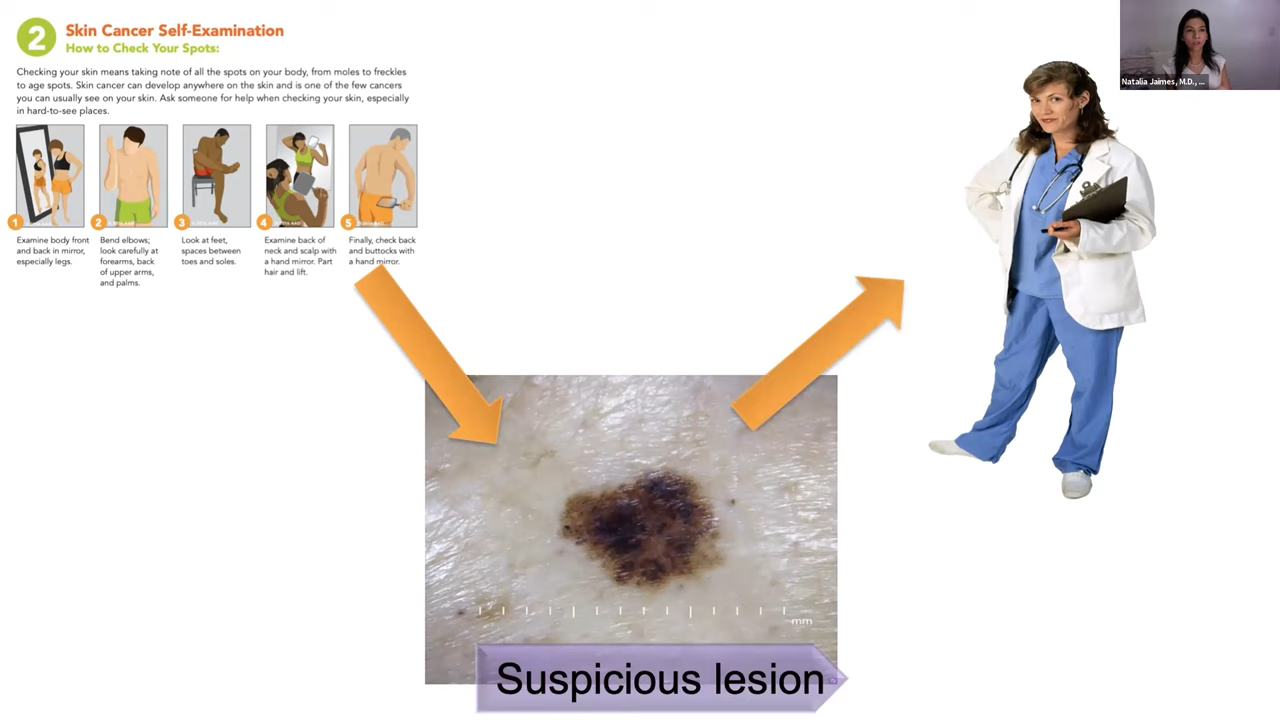 2
Skin Cancer Self-Examination
How to Check Your Spots:
Checking your skin means taking note of all the spots on your body, from moles to freckles
to age spots. Skin cancer can develop anywhere on the skin and is one of the few cancers
you can usually see on your skin. Ask someone for help when checking your skin, especially
in hard-to-see places.
1
Examine body front
and back in mirror,
especially legs.
2
Bend elbows;
look carefully at
forearms, back
of upper arms,
and palms.
3
Look at feet,
spaces between
toes and soles.
4
Examine back of
neck and scalp with
a hand mirror. Part
hair and lift.
5
Finally, check back
and buttocks with
a hand mirror.
Natalia Jaimes, M.D., ...
mm
Suspicious lesion